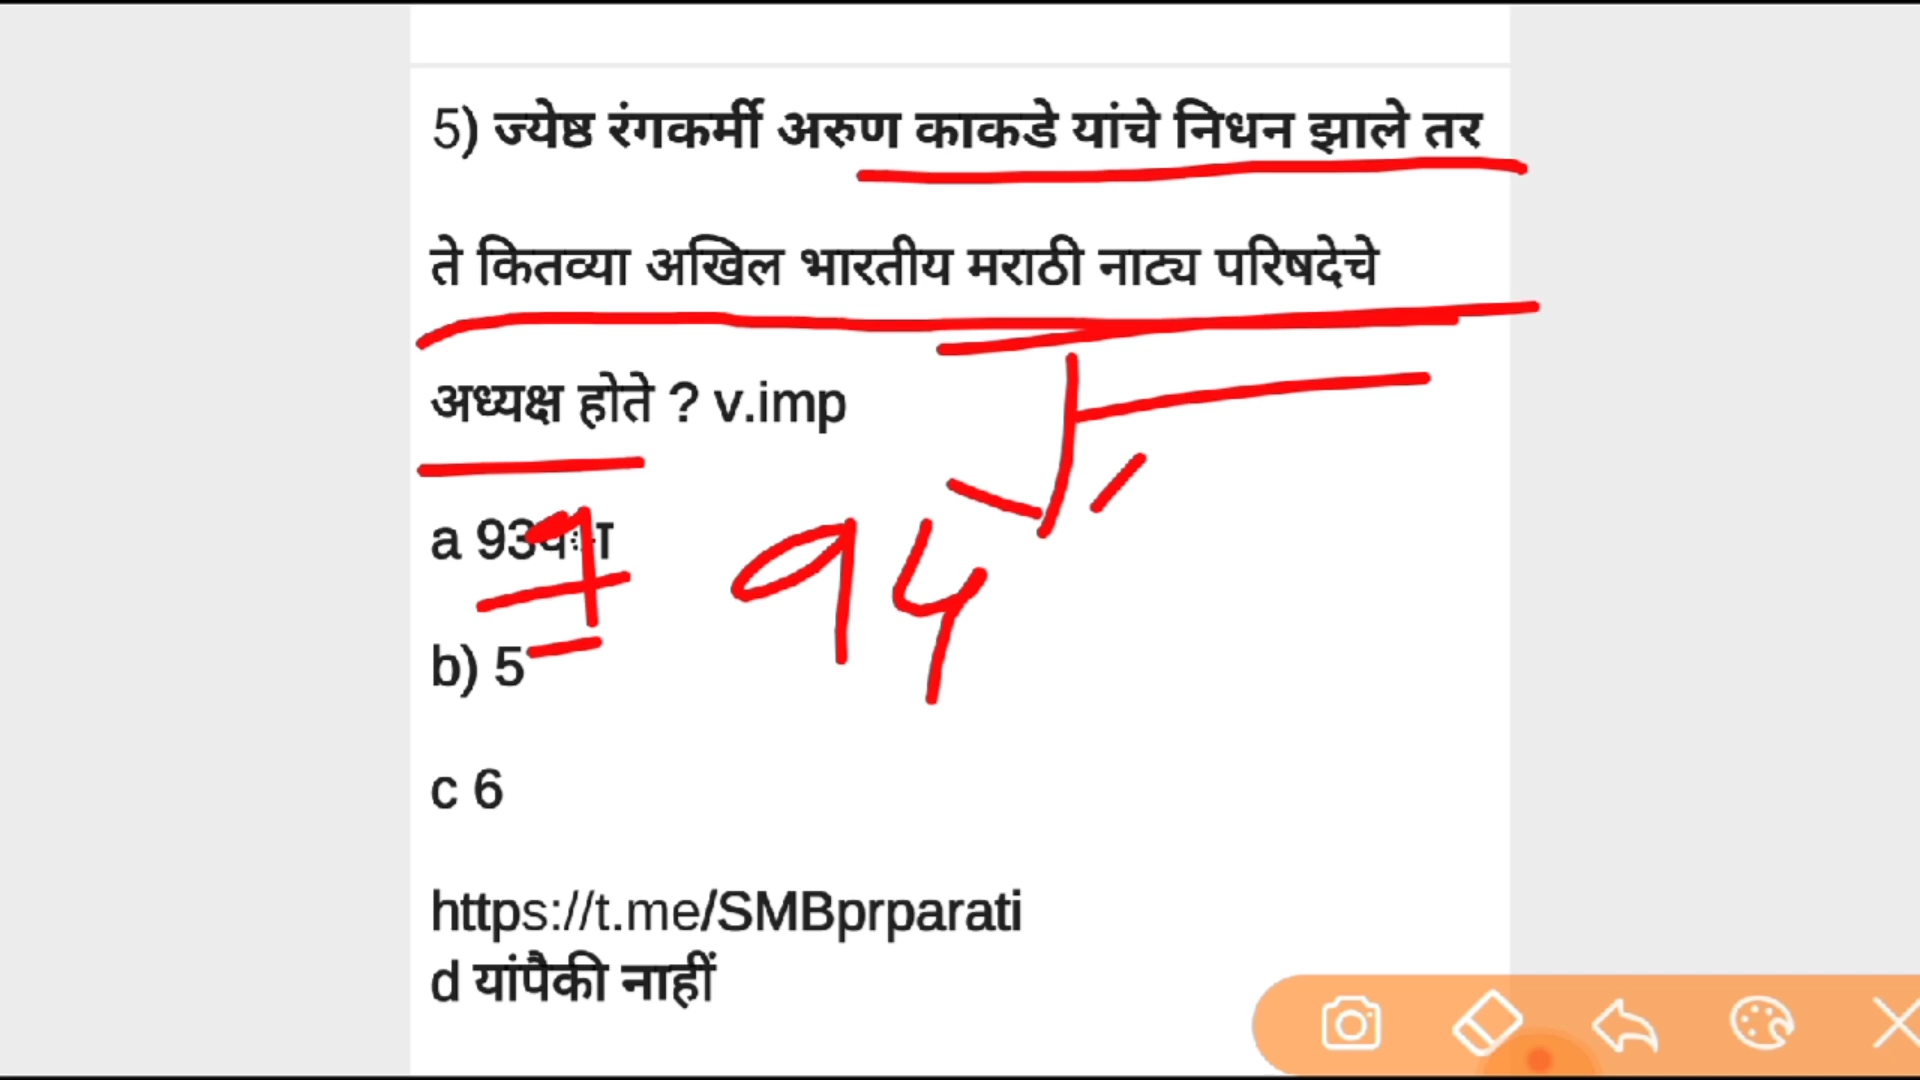 5) ज्येष्ठ रंगकर्मी अरुण काकडे यांचे निधन झाले तर
ते कितव्या अखिल भारतीय मराठी नाट्य परिषदेचे
अध्यक्ष होते ? v.imp
a 93व्या
94
b) 5
c 6
https://t.me/SMBprparati
d यांपैकी नाहीं